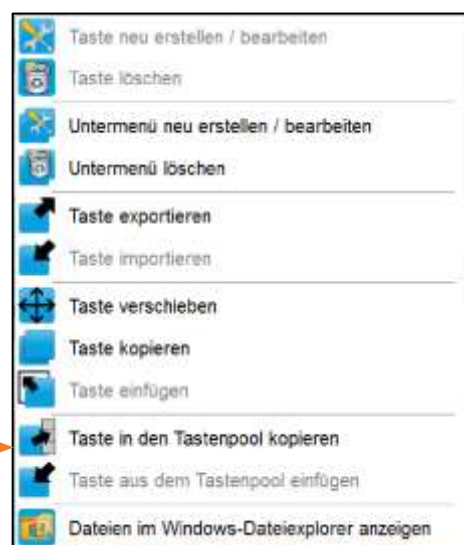 Taste neu erstellen / bearbeiten
Taste löschen
Untermenü neu erstellen / bearbeiten
Untermenü löschen
Taste exportieren
Taste importieren
Taste verschieben
Taste kopieren
Taste einfügen
Taste in den Tastenpool kopieren
Taste aus dem Tastenpool einfügen
Dateien im Windows-Dateiexplorer anzeigen